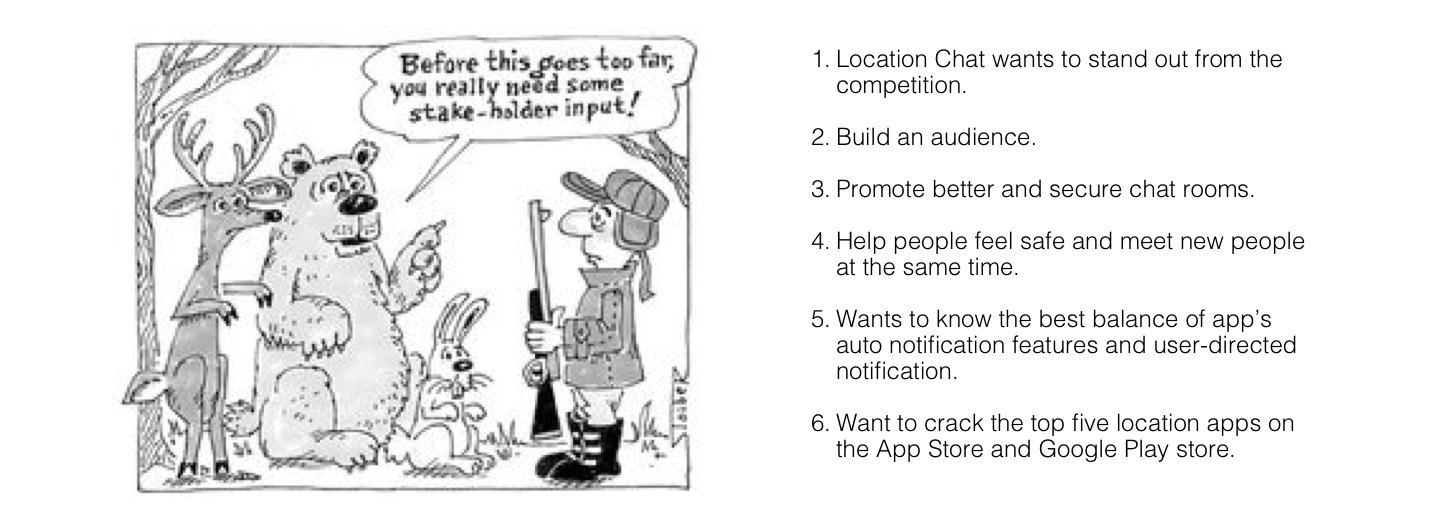 Before this goes too far,
you really need some
stake-holder input!
loiber
1. Location Chat wants to stand out from the
competition.
2. Build an audience.
3. Promote better and secure chat rooms.
4. Help people feel safe and meet new people
at the same time.
5. Wants to know the best balance of app’s
auto notification features and user-directed
notification.
6. Want to crack the top five location apps on
the App Store and Google Play store.